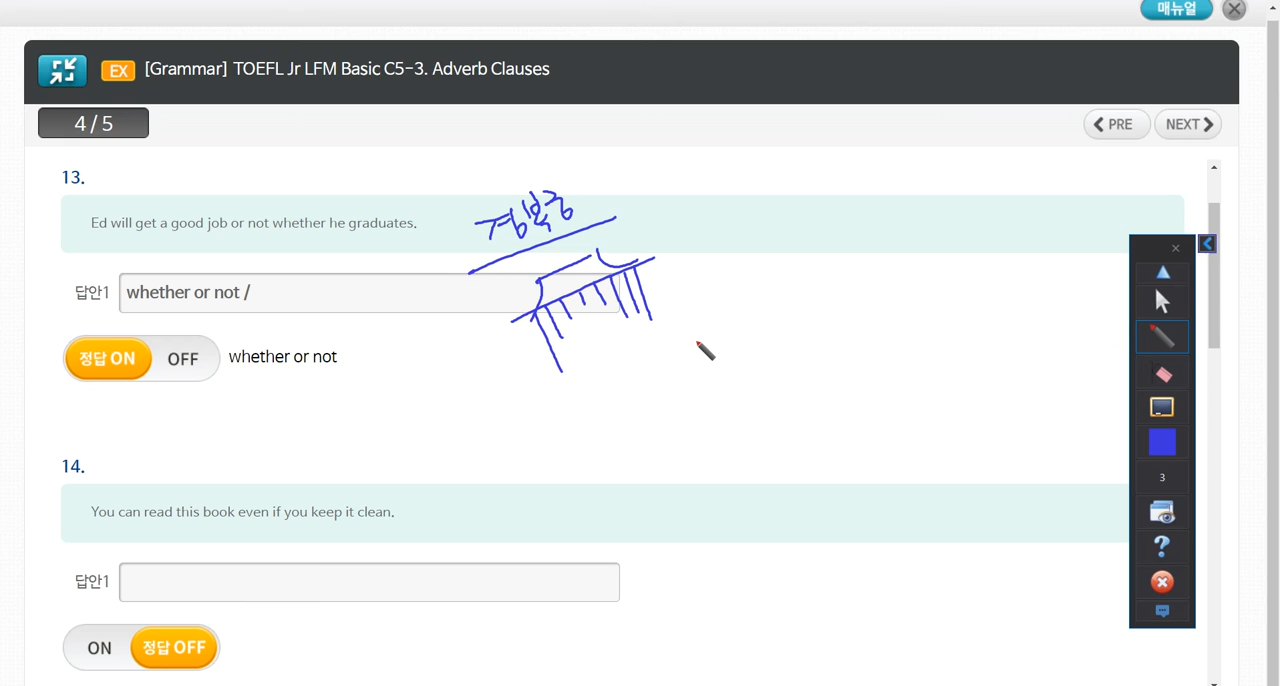 매뉴얼
EX [Grammar] TOEFL Jr LFM Basic C5-3. Adverb Clauses
4 / 5
PRE NEXT
13.
Ed will get a good job or not whether he graduates.
답안1 whether or not /
정답 ON OFF whether or not
3
14.
You can read this book even if you keep it clean.
답안1
ON 정답 OFF